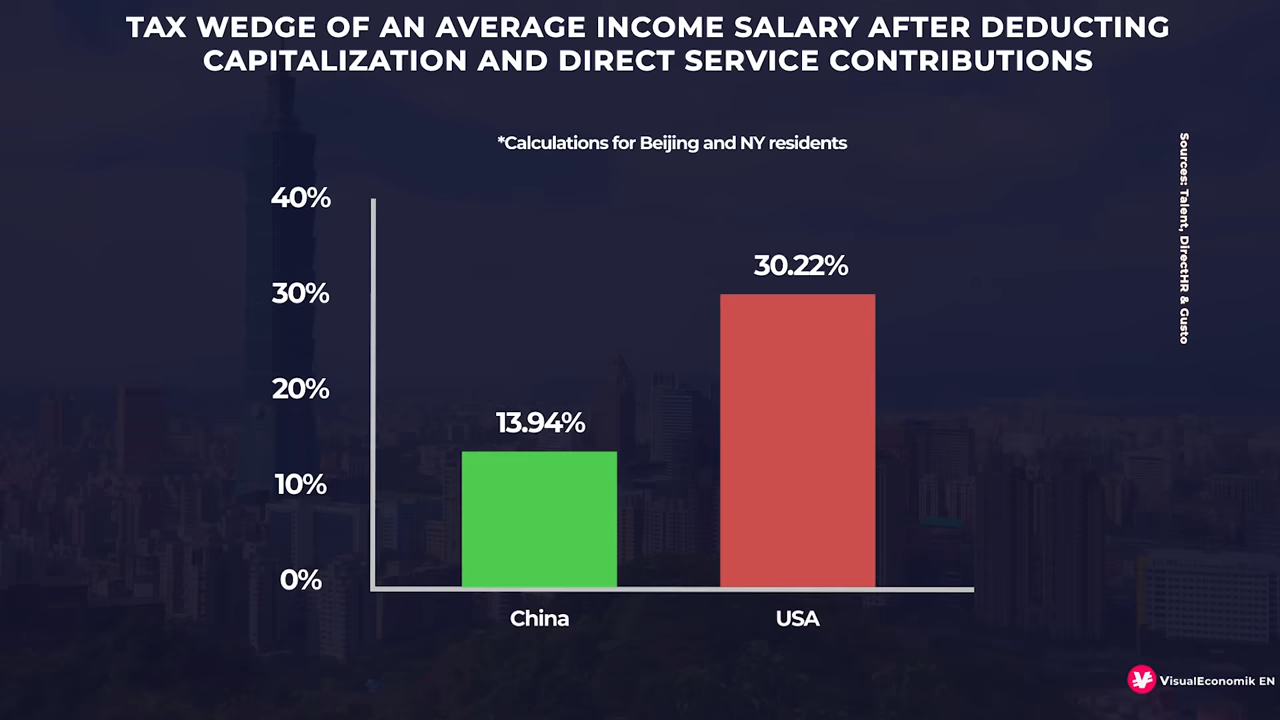 TAX WEDGE OF AN AVERAGE INCOME SALARY AFTER DEDUCTING
CAPITALIZATION AND DIRECT SERVICE CONTRIBUTIONS
*Calculations for Beijing and NY residents
Sources: Talent, DirectHR & Gusto
40%
30%
20%
10%
0%
13.94%
30.22%
China
USA
VisualEconomik EN